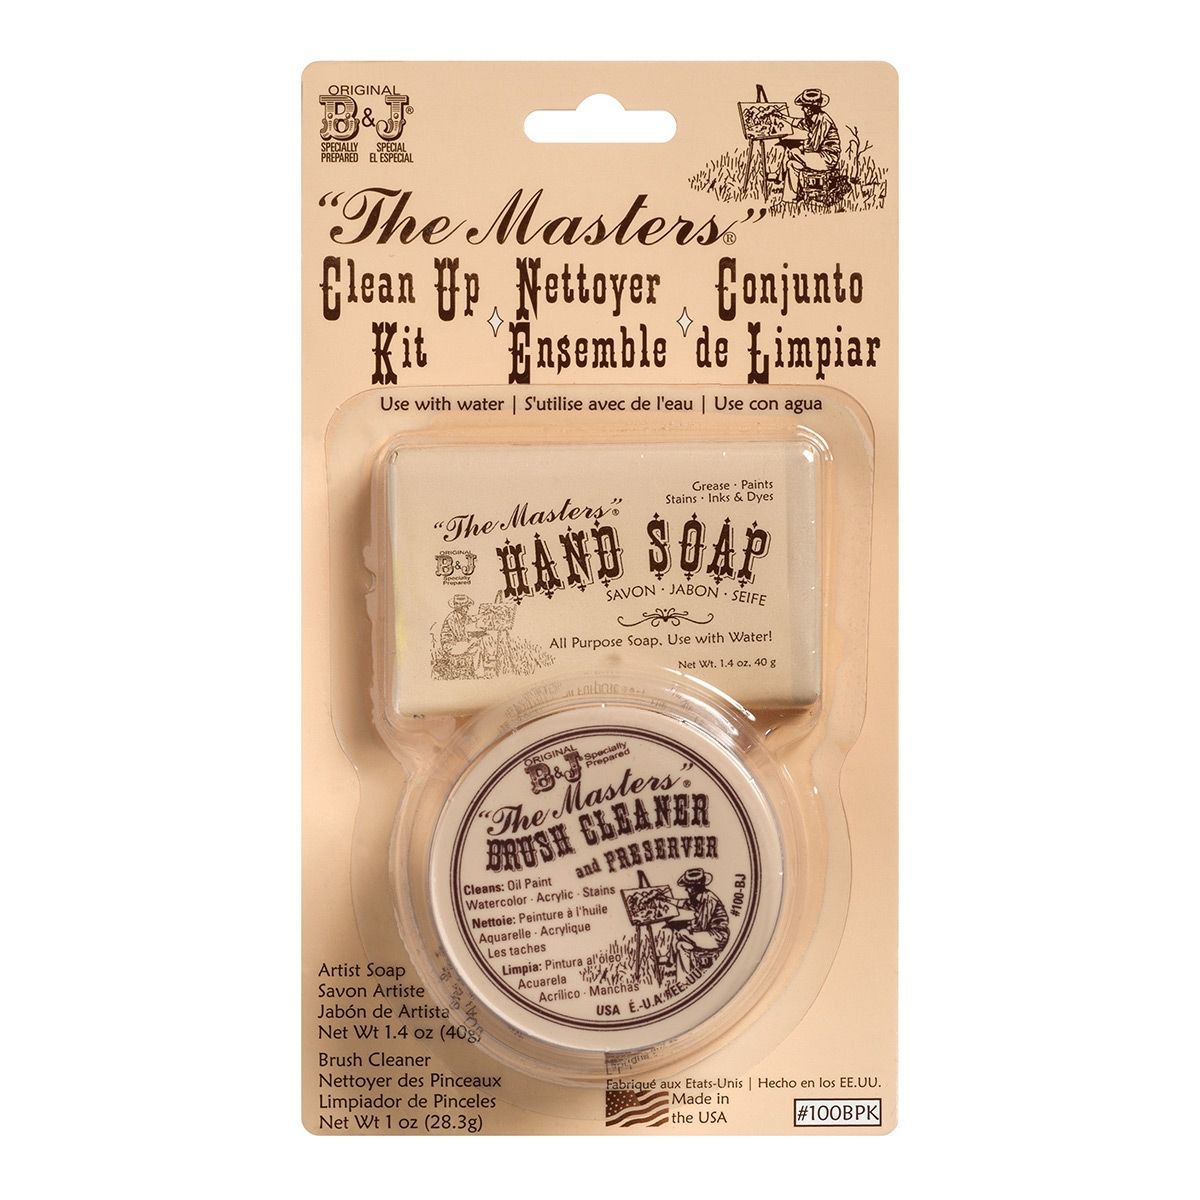 ORIGINAL
B&J®
SPECIALLY PREPARED
SPECIAL EL ESPECIAL
"The Masters®"
Clean Up Kit
Nettoyer Ensemble
Conjunto de Limpiar
Use with water | S'utilise avec de l'eau | Use con agua
Grease · Paints
Stains · Inks & Dyes
"The Masters"®
ORIGINAL
B&J
Specially
Prepared
HAND SOAP
SAVON · JABON · SEIFE
All Purpose Soap, Use with Water!
Net Wt. 1.4 oz, 40 g
ORIGINAL
B&J
Specially
Prepared
"The Masters"®
BRUSH CLEANER
and PRESERVER
Cleans: Oil Paint
Watercolor · Acrylic · Stains
Nettoie: Peinture à l'huile
Aquarelle · Acrylique
Les taches
Limpia: Pintura al'óleo
Acuarela
Acrílico · Manchas
#100-BJ
USA É.-U.A. EE.UU.
Artist Soap
Savon Artiste
Jabón de Artista
Net Wt 1.4 oz (40g)
Brush Cleaner
Nettoyer des Pinceaux
Limpiador de Pinceles
Net Wt 1 oz (28.3g)
Fabriqué aux Etats-Unis | Hecho en los EE.UU.
Made in
the USA
#100BPK